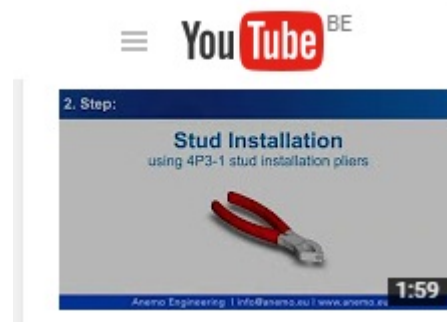 YouTube BE
2. Step:
Stud Installation
using 4P3-1 stud installation pliers
1:59
Anemo Engineering | info@anemo.eu | www.anemo.eu